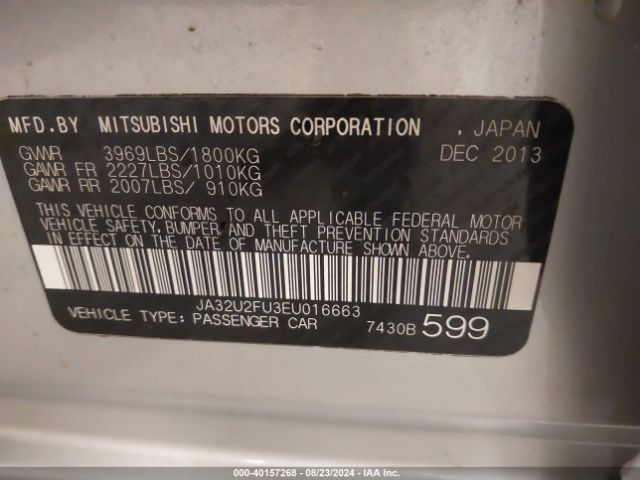 MFD.BY MITSUBISHI MOTORS CORPORATION , JAPAN
GVWR 3969LBS/1800KG DEC 2013
GAWR FR 2227LBS/1010KG
GAWR RR 2007LBS/ 910KG
THIS VEHICLE CONFORMS TO ALL APPLICABLE FEDERAL MOTOR
VEHICLE SAFETY,BUMPER AND THEFT PREVENTION STANDARDS
IN EFFECT ON THE DATE OF MANUFACTURE SHOWN ABOVE.
JA32U2FU3EU016663
VEHICLE TYPE: PASSENGER CAR 7430B 599
000-40157268 - 08/23/2024 - IAA Inc.